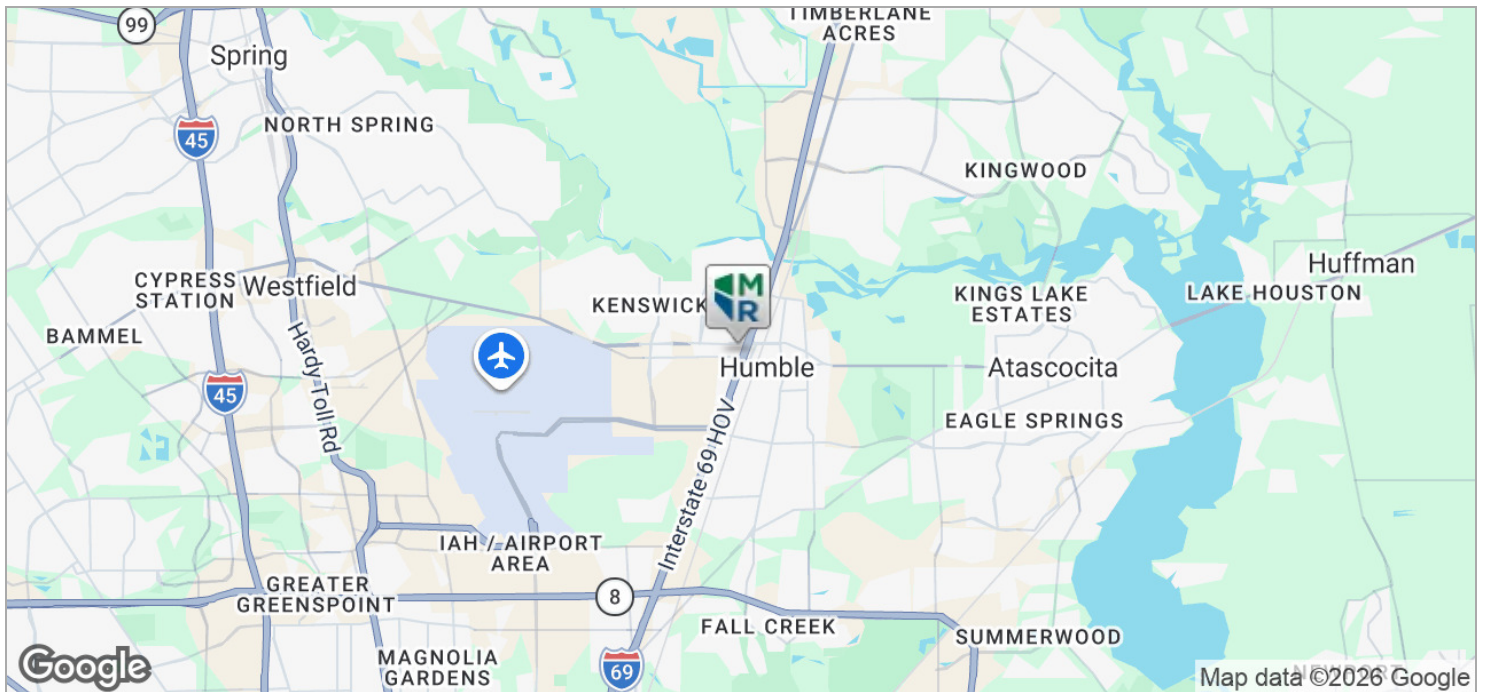 99
TIMBERLANE
ACRES
Spring
45
NORTH SPRING
KINGWOOD
Huffman
CYPRESS
STATION
Westfield
KENSWICK
M
R
KINGS LAKE
ESTATES
LAKE HOUSTON
BAMMEL
Hardy Toll Rd
Humble
Atascocita
45
EAGLE SPRINGS
Interstate 69 HOV
IAH / AIRPORT
AREA
GREATER
GREENSPOINT
8
FALL CREEK
SUMMERWOOD
MAGNOLIA
GARDENS
69
Google
NEWPORT
Map data ©2026 Google